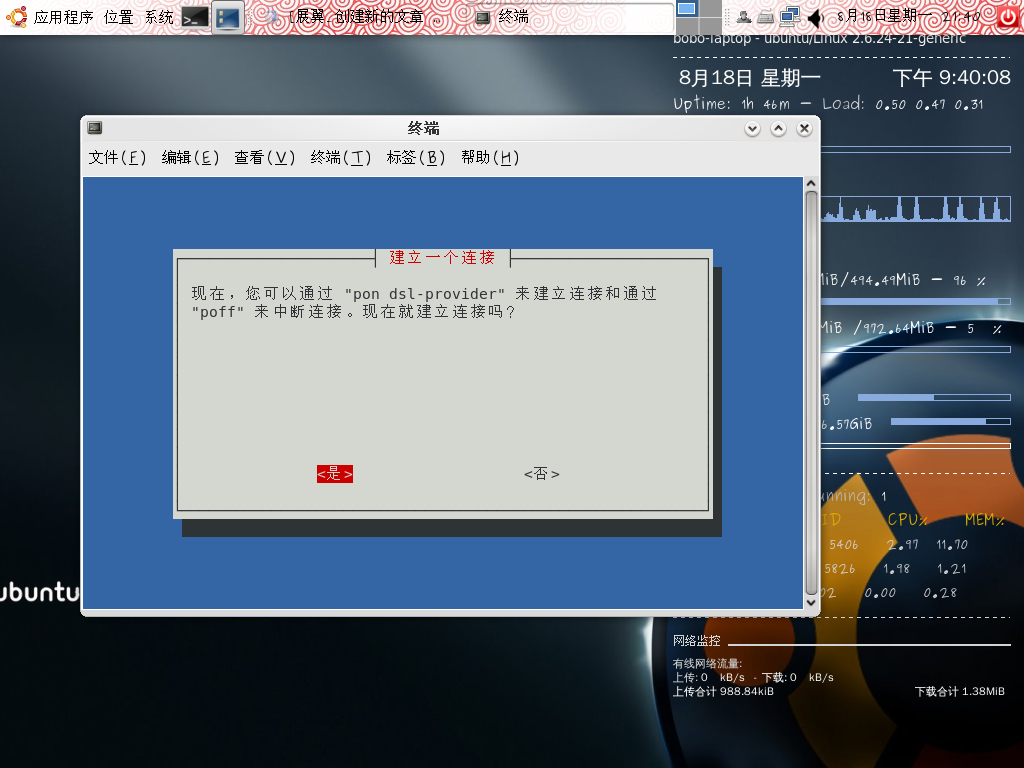 应用程序 位置 系统
[展翼..创建新的文章 ..
终端
8月18日星期一 21:40
bobo-laptop - ubuntu/Linux 2.6.24-21-generic
8月18日 星期一 下午 9:40:08
Uptime: 1h 46m - Load: 0.50 0.47 0.31
终端
文件(F) 编辑(E) 查看(V) 终端(T) 标签(B) 帮助(H)
建立一个连接
现在，您可以通过 "pon dsl-provider" 来建立连接和通过
"poff" 来中断连接。现在就建立连接吗？
<是> <否>
MiB/494.49MiB - 96 %
MiB /972.64MiB - 5 %
B
6.57GiB
unning: 1
ID CPU% MEM%
5406 2.97 11.70
5826 1.98 1.21
02 0.00 0.28
ubuntu
网络监控
有线网络流量:
上传: 0 kB/s - 下载: 0 kB/s
上传合计 988.84kiB 下载合计 1.38MiB